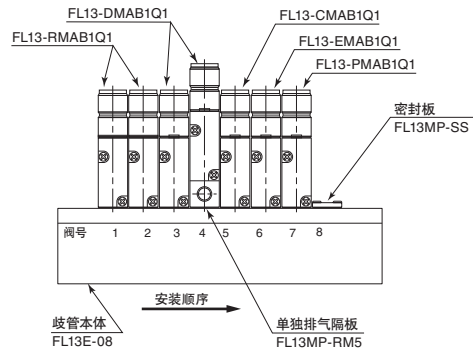 FL13-DMAB1Q1
FL13-CMAB1Q1
FL13-RMAB1Q1
FL13-EMAB1Q1
FL13-PMAB1Q1
密封板
FL13MP-SS
阀号 1 2 3 4 5 6 7 8
安装顺序
歧管本体
FL13E-08
单独排气隔板
FL13MP-RM5